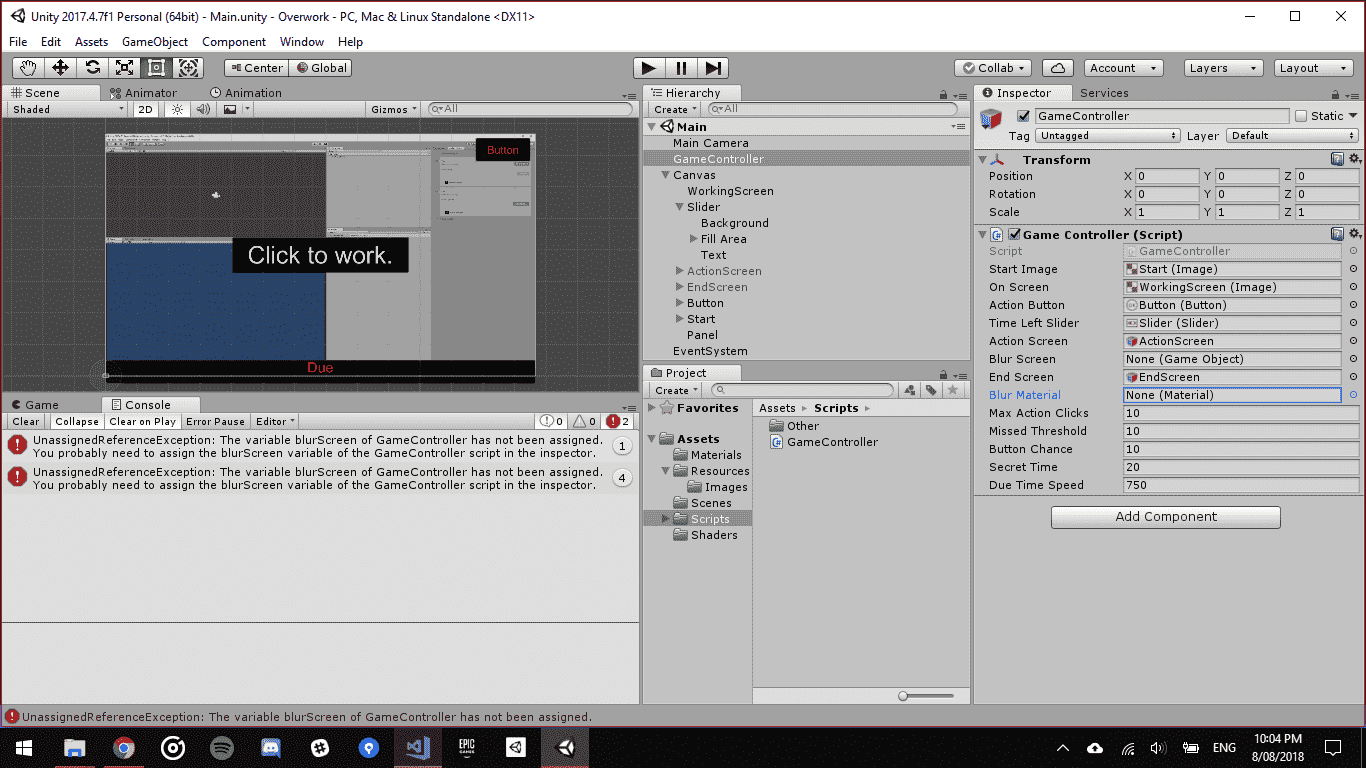 Unity 2017.4.7f1 Personal (64bit) - Main.unity - Overwork - PC, Mac & Linux Standalone <DX11>
File Edit Assets GameObject Component Window Help
Center Global Collab Account Layers Layout
Scene Animator Animation
Shaded 2D Gizmos All
Button
Click to work.
Due
Hierarchy
Create All
Main
Main Camera
GameController
Canvas
WorkingScreen
Slider
Background
Fill Area
Text
ActionScreen
EndScreen
Button
Start
Panel
EventSystem
Inspector Services
GameController Static
Tag Untagged Layer Default
Transform
Position X 0 Y 0 Z 0
Rotation X 0 Y 0 Z 0
Scale X 1 Y 1 Z 1
Game Controller (Script)
Script GameController
Start Image Start (Image)
On Screen WorkingScreen (Image)
Action Button Button (Button)
Time Left Slider Slider (Slider)
Action Screen ActionScreen
Blur Screen None (Game Object)
End Screen EndScreen
Blur Material None (Material)
Max Action Clicks 10
Missed Threshold 10
Button Chance 10
Secret Time 20
Due Time Speed 750
Add Component
Game Console
Clear Collapse Clear on Play Error Pause Editor 0 0 2
UnassignedReferenceException: The variable blurScreen of GameController has not been assigned.
You probably need to assign the blurScreen variable of the GameController script in the inspector.
1
UnassignedReferenceException: The variable blurScreen of GameController has not been assigned.
You probably need to assign the blurScreen variable of the GameController script in the inspector.
4
Project
Create
Favorites
Assets
Materials
Resources
Images
Scenes
Scripts
Shaders
Assets Scripts
Other
GameController
UnassignedReferenceException: The variable blurScreen of GameController has not been assigned.
EPIC
GAMES
ENG
10:04 PM
8/08/2018